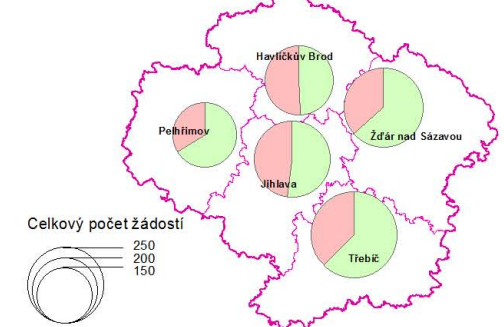 Havlíčkův Brod
Pelhřimov
Žďár nad Sázavou
Jihlava
Třebíč
Celkový počet žádostí
250
200
150